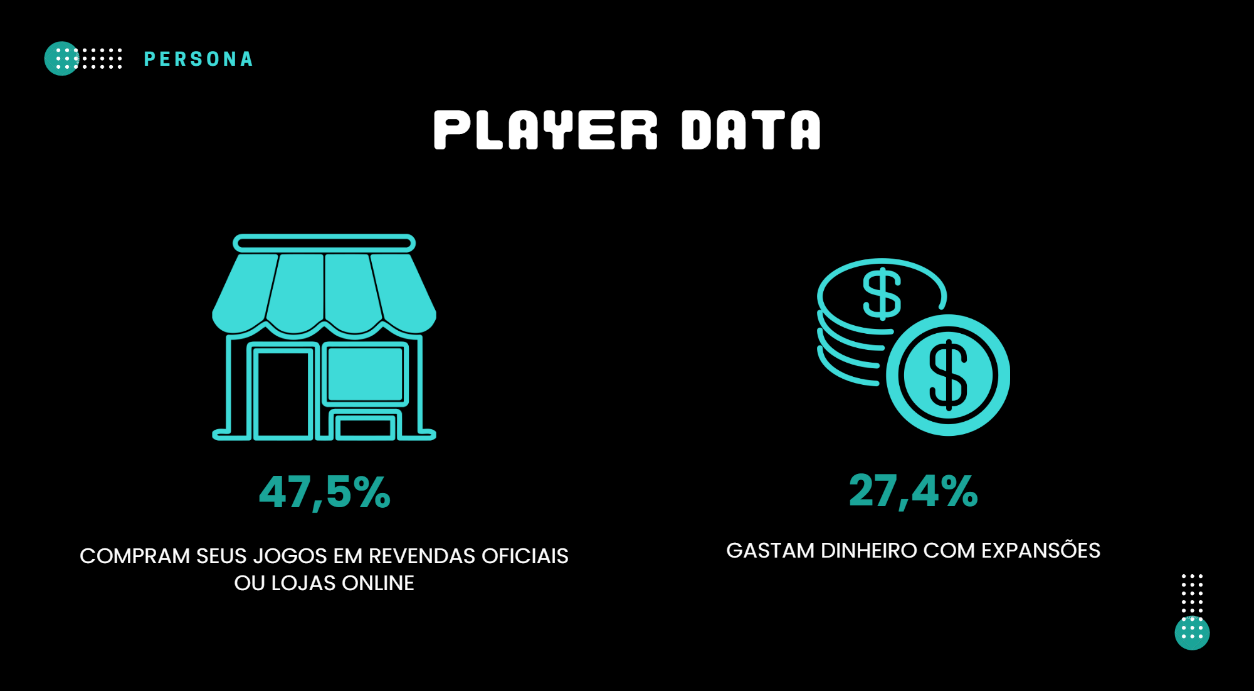 PERSONA
PLAYER DATA
$
$
47,5%
27,4%
COMPRAM SEUS JOGOS EM REVENDAS OFICIAIS
OU LOJAS ONLINE
GASTAM DINHEIRO COM EXPANSÕES